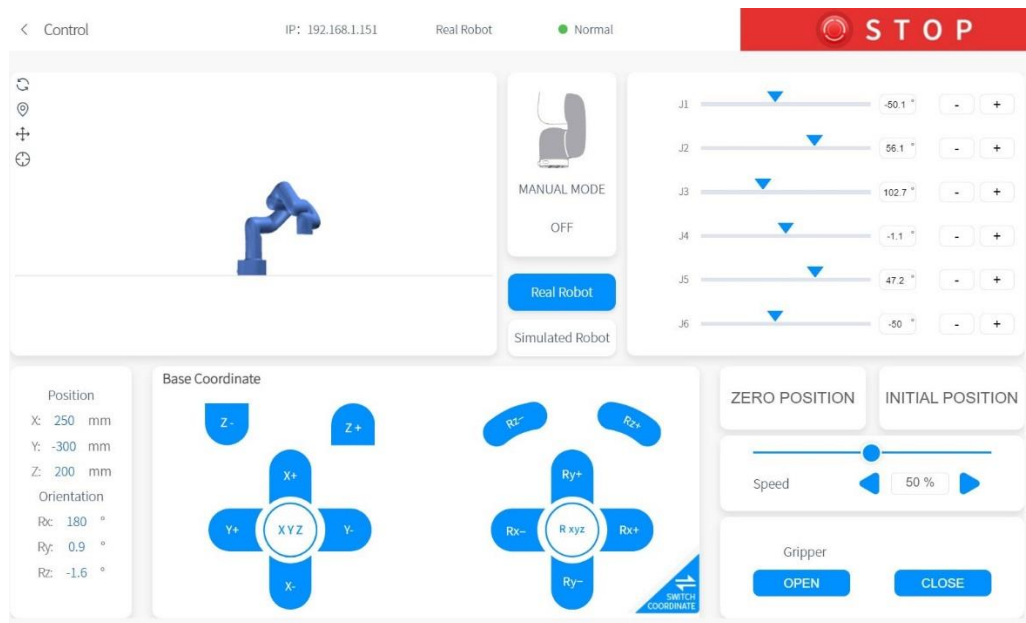 < Control
IP: 192.168.1.151
Real Robot
Normal
STOP
MANUAL MODE
OFF
Real Robot
Simulated Robot
J1 -50.1 ° - +
J2 56.1 ° - +
J3 102.7 ° - +
J4 -1.1 ° - +
J5 47.2 ° - +
J6 -50 ° - +
Position
X: 250 mm
Y: -300 mm
Z: 200 mm
Orientation
Rx: 180 °
Ry: 0.9 °
Rz: -1.6 °
Base Coordinate
Z-
Z+
X+
Y+
XYZ
Y-
X-
Rz-
Rz+
Ry+
Rx-
R xyz
Rx+
Ry-
SWITCH
COORDINATE
ZERO POSITION
INITIAL POSITION
Speed 50 %
Gripper
OPEN
CLOSE